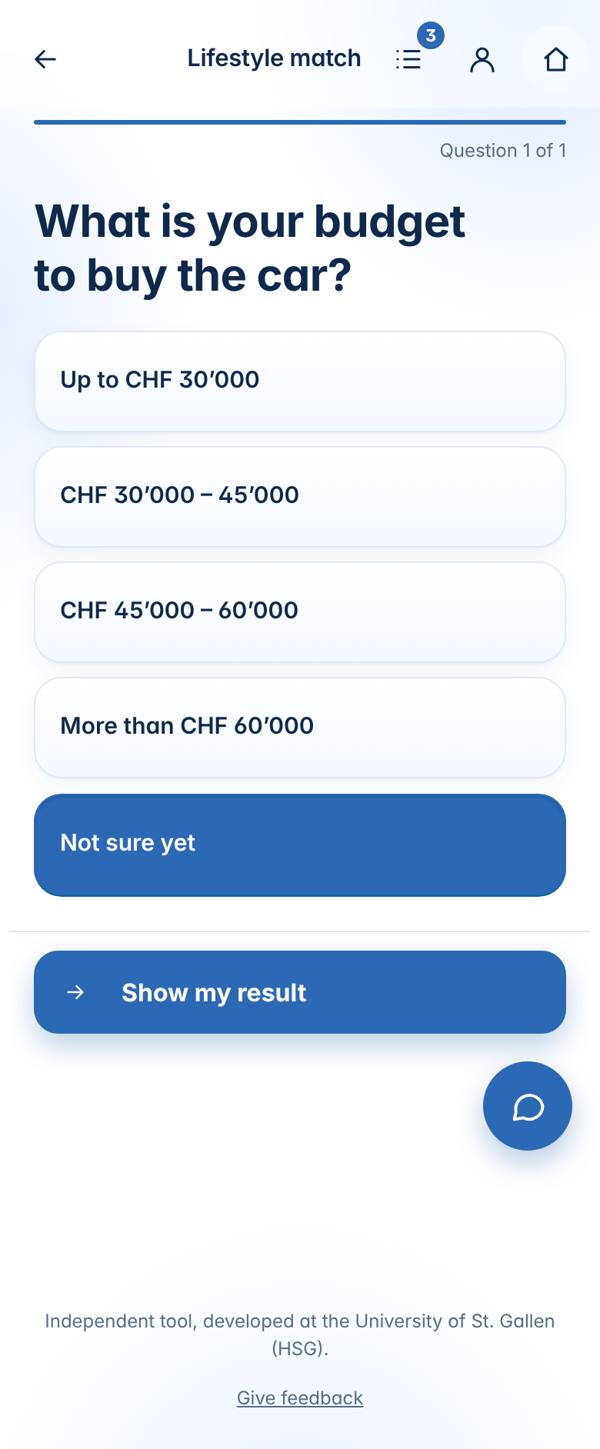 Lifestyle match
3
Question 1 of 1
What is your budget
to buy the car?
Up to CHF 30’000
CHF 30’000 – 45’000
CHF 45’000 – 60’000
More than CHF 60’000
Not sure yet
Show my result
Independent tool, developed at the University of St. Gallen
(HSG).
Give feedback